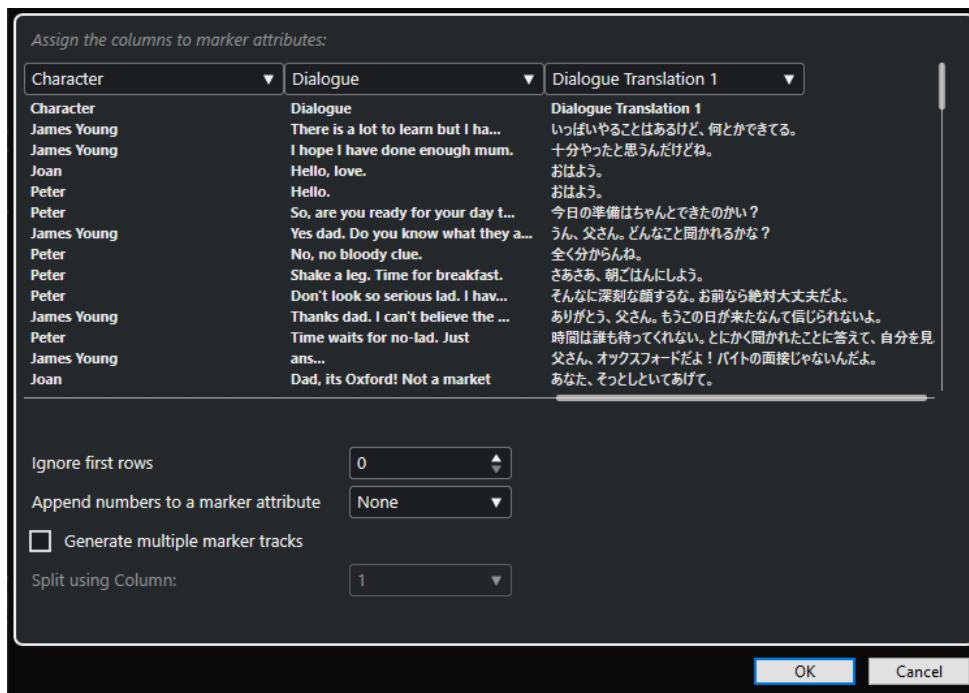 Assign the columns to marker attributes:
Character Dialogue Dialogue Translation 1
Character Dialogue Dialogue Translation 1
James Young There is a lot to learn but I ha... いっぱいやることはあるけど、何とかできてる。
James Young I hope I have done enough mum. 十分やったと思うんだけどね。
Joan Hello, love. おはよう。
Peter Hello. おはよう。
Peter So, are you ready for your day t... 今日の準備はちゃんとできたのかい？
James Young Yes dad. Do you know what they a... うん、父さん。どんなこと聞かれるかな？
Peter No, no bloody clue. 全く分からんね。
Peter Shake a leg. Time for breakfast. さあさあ、朝ごはんにしよう。
Peter Don't look so serious lad. I hav... そんなに深刻な顔するな。お前なら絶対大丈夫だよ。
James Young Thanks dad. I can't believe the ... ありがとう、父さん。もうこの日が来たなんて信じられないよ。
Peter Time waits for no-lad. Just 時間は誰も待ってくれない。とにかく聞かれたことに答えて、自分を見
James Young ans... 父さん、オックスフォードだよ！バイトの面接じゃないんだよ。
Joan Dad, its Oxford! Not a market あなた、そっとしといてあげて。
Ignore first rows 0
Append numbers to a marker attribute None
Generate multiple marker tracks
Split using Column: 1
OK Cancel